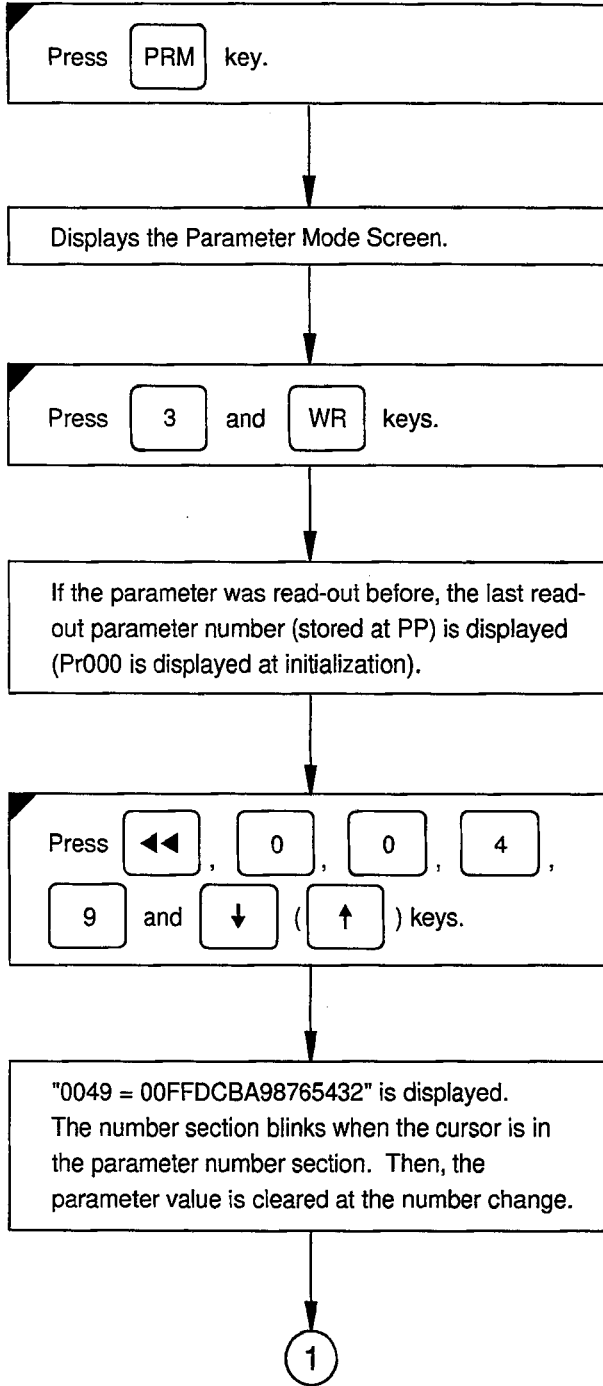 Press PRM key.
Displays the Parameter Mode Screen.
Press 3 and WR keys.
If the parameter was read-out before, the last read-
out parameter number (stored at PP) is displayed
(Pr000 is displayed at initialization).
Press ◄◄, 0, 0, 4,
9 and ↓ (↑) keys.
"0049 = 00FFDCBA98765432" is displayed.
The number section blinks when the cursor is in
the parameter number section. Then, the
parameter value is cleared at the number change.
1